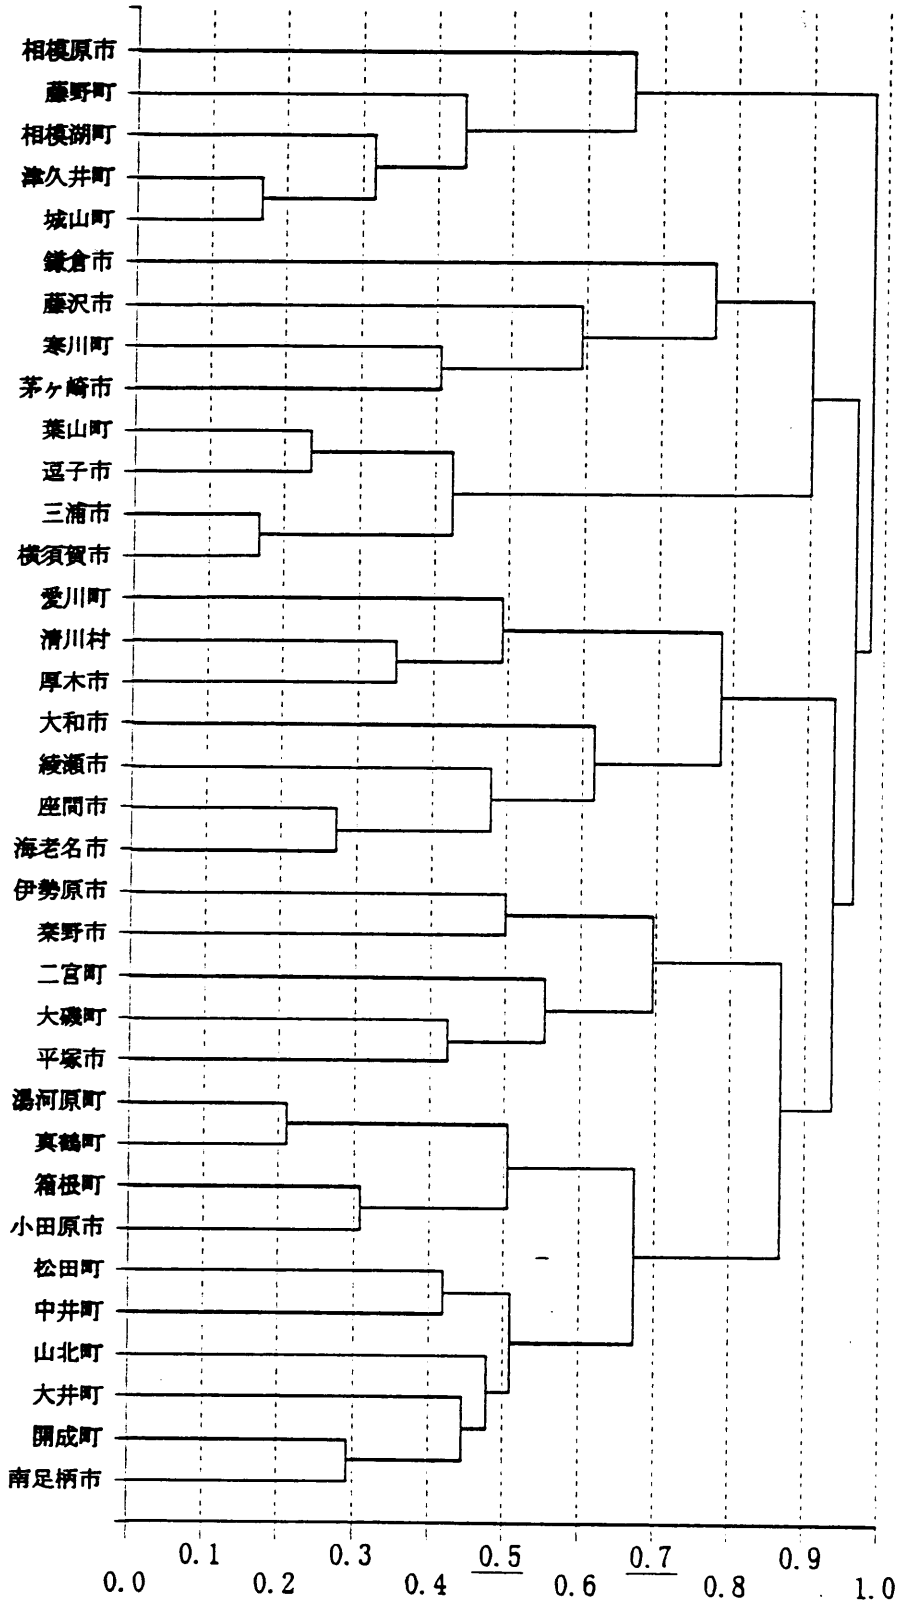 相模原市
藤野町
相模湖町
津久井町
城山町
鎌倉市
藤沢市
寒川町
茅ヶ崎市
葉山町
逗子市
三浦市
横須賀市
愛川町
清川村
厚木市
大和市
綾瀬市
座間市
海老名市
伊勢原市
秦野市
二宮町
大磯町
平塚市
湯河原町
真鶴町
箱根町
小田原市
松田町
中井町
山北町
大井町
開成町
南足柄市
0.1 0.3 0.5 0.7 0.9
0.0 0.2 0.4 0.6 0.8 1.0